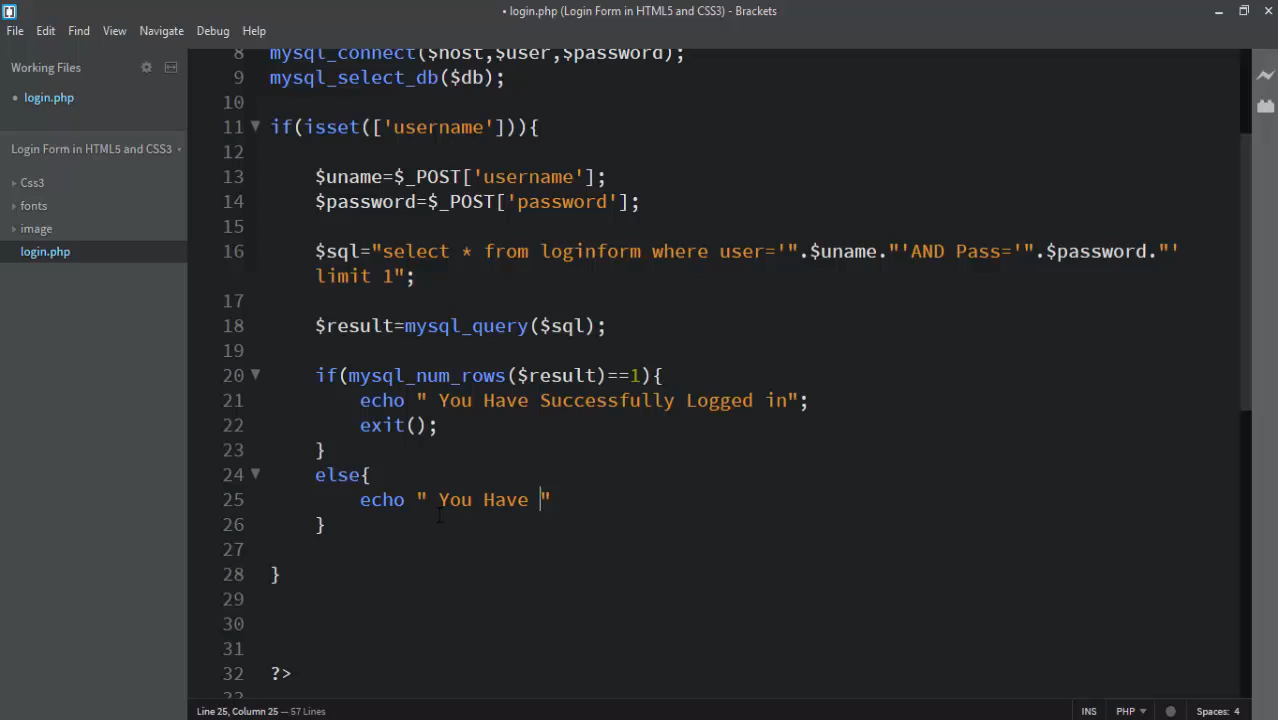 • login.php (Login Form in HTML5 and CSS3) - Brackets
File Edit Find View Navigate Debug Help
Working Files
• login.php
Login Form in HTML5 and CSS3
Css3
fonts
image
login.php
8 mysql_connect($host,$user,$password);
9 mysql_select_db($db);
10
11 if(isset(['username'])){
12
13 $uname=$_POST['username'];
14 $password=$_POST['password'];
15
16 $sql="select * from loginform where user='".$uname."'AND Pass='".$password."'
limit 1";
17
18 $result=mysql_query($sql);
19
20 if(mysql_num_rows($result)==1){
21 echo " You Have Successfully Logged in";
22 exit();
23 }
24 else{
25 echo " You Have "
26 }
27
28 }
29
30
31
32 ?>
Line 25, Column 25 — 57 Lines
INS PHP Spaces: 4